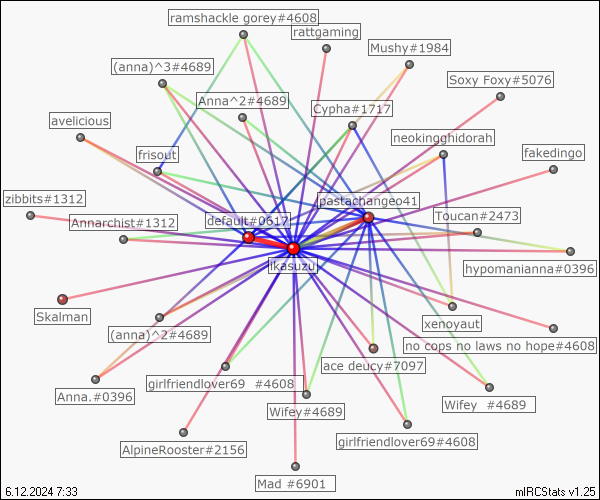 ramshackle gorey#4608
rattgaming
Mushy#1984
(anna)^3#4689
Soxy Foxy#5076
Anna^2#4689
Cypha#1717
avelicious
neokingghidorah
frisout
fakedingo
zibbits#1312
pastachangeo41
Annarchist#1312
default#0617
Toucan#2473
ikasuzu
hypomanianna#0396
Skalman
xenoyaut
(anna)^2#4689
no cops no laws no hope#4608
ace deucy#7097
girlfriendlover69 #4608
Anna.#0396
Wifey#4689
Wifey #4689
girlfriendlover69#4608
AlpineRooster#2156
Mad #6901
6.12.2024 7:33
mIRCStats v1.25